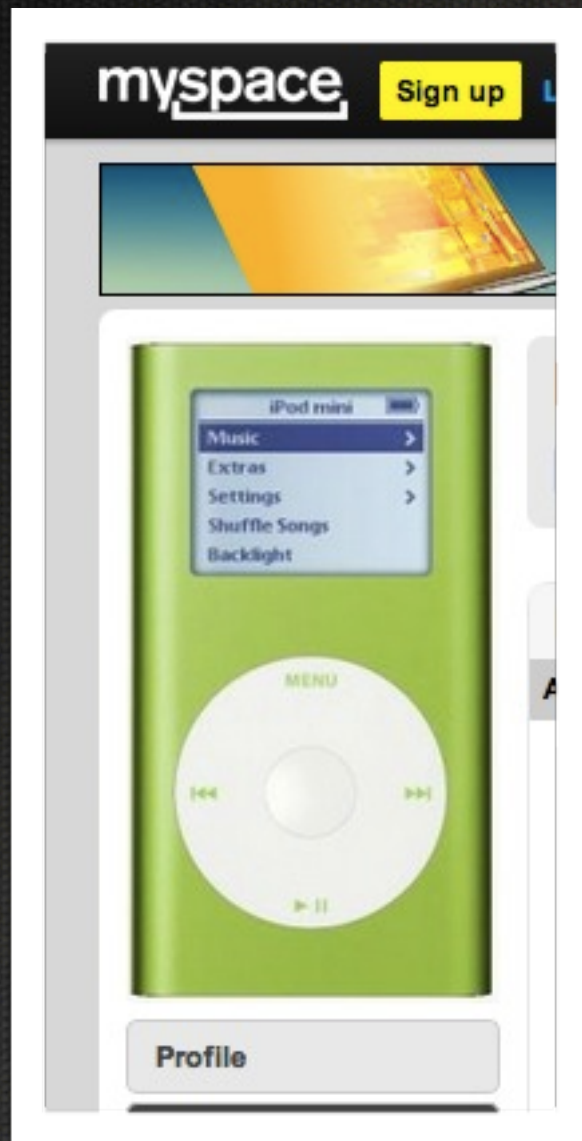 myspace Sign up
iPod mini
Music
Extras
Settings
Shuffle Songs
Backlight
MENU
Profile